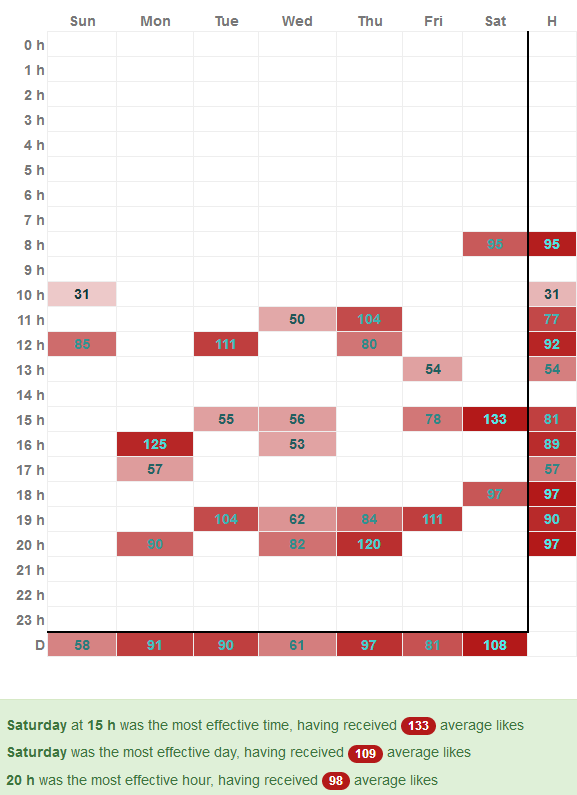 Sun Mon Tue Wed Thu Fri Sat H
0 h
1 h
2 h
3 h
4 h
5 h
6 h
7 h
8 h 95 95
9 h
10 h 31 31
11 h 50 104 77
12 h 85 111 80 92
13 h 54 54
14 h
15 h 55 56 78 133 81
16 h 125 53 89
17 h 57 57
18 h 97 97
19 h 104 62 84 111 90
20 h 90 82 120 97
21 h
22 h
23 h
D 58 91 90 61 97 81 108
Saturday at 15 h was the most effective time, having received 133 average likes
Saturday was the most effective day, having received 109 average likes
20 h was the most effective hour, having received 98 average likes